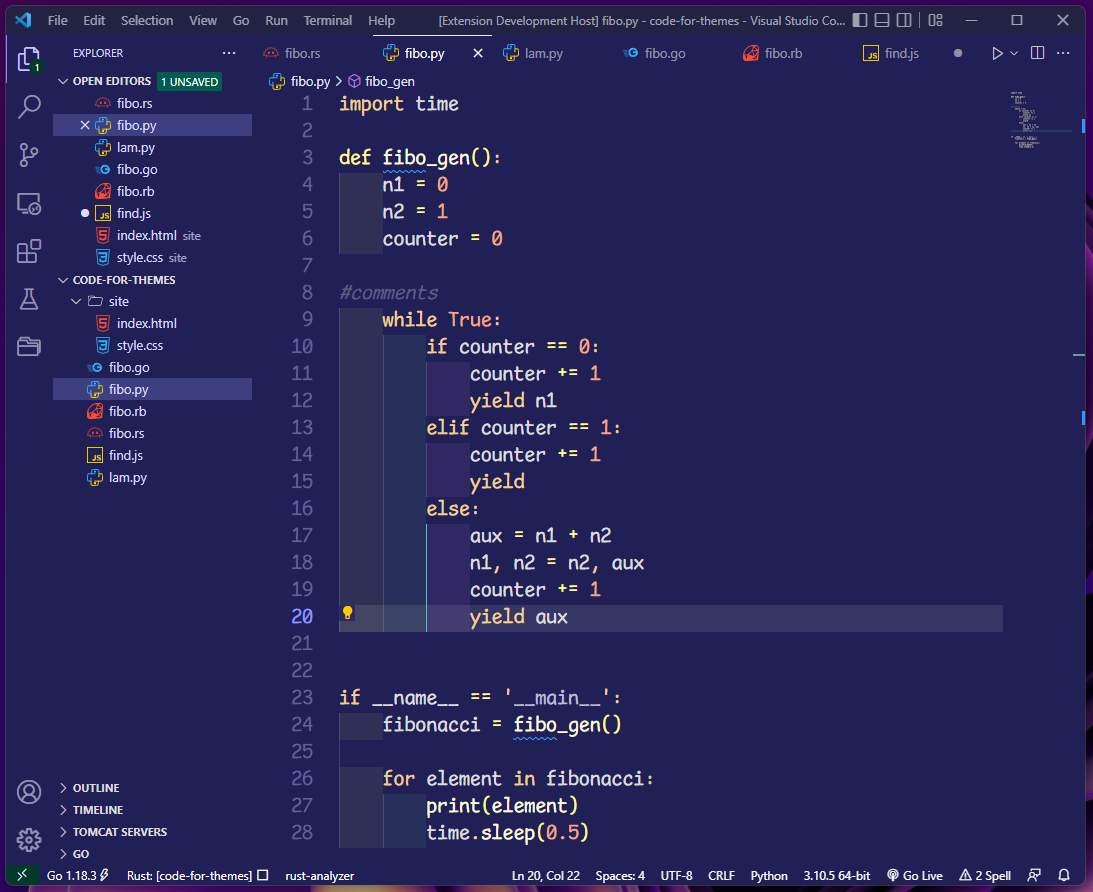 File Edit Selection View Go Run Terminal Help [Extension Development Host] fibo.py - code-for-themes - Visual Studio Co...
EXPLORER
OPEN EDITORS 1 UNSAVED
fibo.rs
fibo.py
lam.py
fibo.go
fibo.rb
JS find.js
index.html site
style.css site
CODE-FOR-THEMES
site
index.html
style.css
fibo.go
fibo.py
fibo.rb
fibo.rs
JS find.js
lam.py
OUTLINE
TIMELINE
TOMCAT SERVERS
GO
1
fibo.rs fibo.py lam.py fibo.go fibo.rb JS find.js
fibo.py > fibo_gen
1 import time
2
3 def fibo_gen():
4 n1 = 0
5 n2 = 1
6 counter = 0
7
8 #comments
9 while True:
10 if counter == 0:
11 counter += 1
12 yield n1
13 elif counter == 1:
14 counter += 1
15 yield
16 else:
17 aux = n1 + n2
18 n1, n2 = n2, aux
19 counter += 1
20 yield aux
21
22
23 if __name__ == '__main__':
24 fibonacci = fibo_gen()
25
26 for element in fibonacci:
27 print(element)
28 time.sleep(0.5)
Go 1.18.3 Rust: [code-for-themes] rust-analyzer Ln 20, Col 22 Spaces: 4 UTF-8 CRLF Python 3.10.5 64-bit Go Live 2 Spell